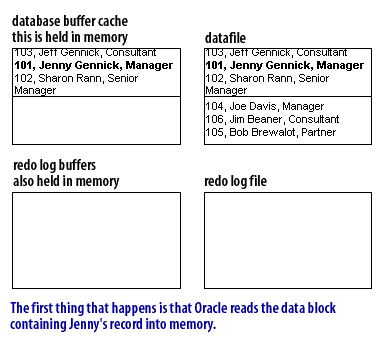 database buffer cache
this is held in memory
103, Jeff Gennick, Consultant
101, Jenny Gennick, Manager
102, Sharon Rann, Senior
Manager
datafile
103, Jeff Gennick, Consultant
101, Jenny Gennick, Manager
102, Sharon Rann, Senior
Manager
104, Joe Davis, Manager
106, Jim Beaner, Consultant
105, Bob Brewalot, Partner
redo log buffers
also held in memory
redo log file
The first thing that happens is that Oracle reads the data block
containing Jenny's record into memory.